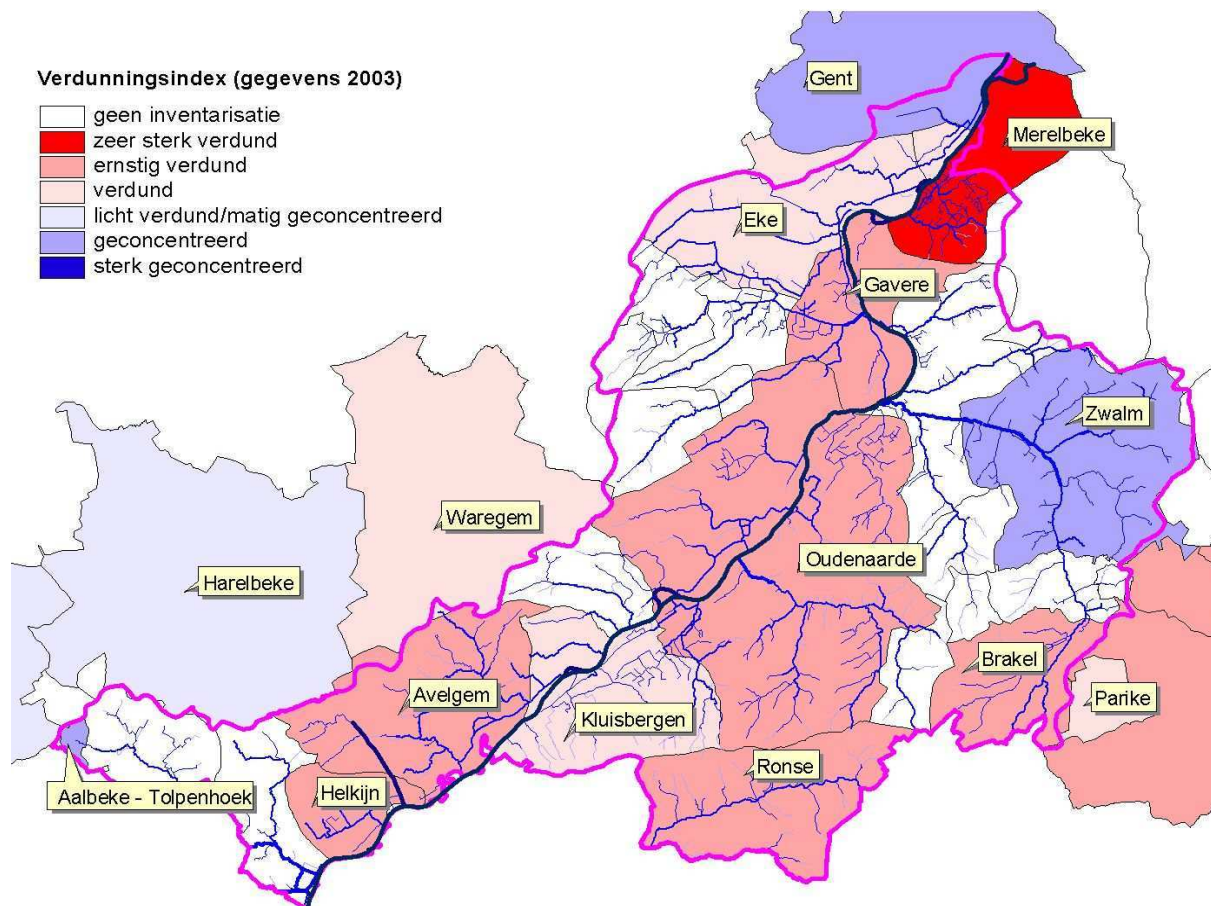 Verdunningsindex (gegevens 2003)
geen inventarisatie
zeer sterk verdund
ernstig verdund
verdund
licht verdund/matig geconcentreerd
geconcentreerd
sterk geconcentreerd
Gent
Merelbeke
Eke
Gavere
Zwalm
Waregem
Oudenaarde
Harelbeke
Brakel
Avelgem
Parike
Kluisbergen
Ronse
Aalbeke - Tolpenhoek
Helkijn